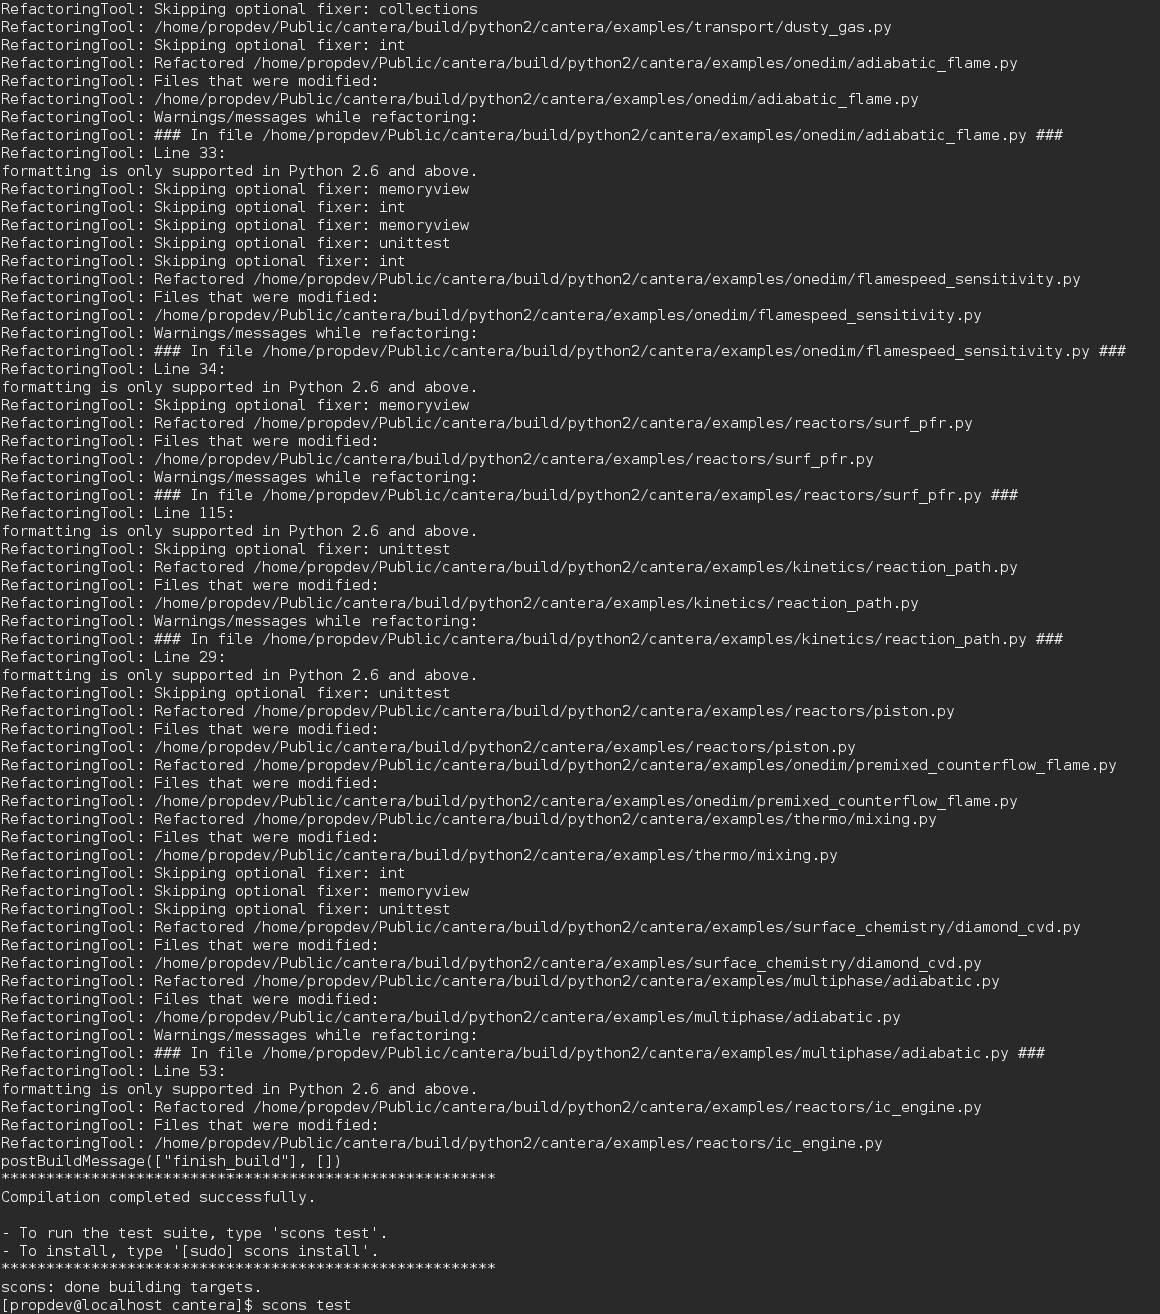 RefactoringTool: Skipping optional fixer: collections
RefactoringTool: /home/propdev/Public/cantera/build/python2/cantera/examples/transport/dusty_gas.py
RefactoringTool: Skipping optional fixer: int
RefactoringTool: Refactored /home/propdev/Public/cantera/build/python2/cantera/examples/onedim/adiabatic_flame.py
RefactoringTool: Files that were modified:
RefactoringTool: /home/propdev/Public/cantera/build/python2/cantera/examples/onedim/adiabatic_flame.py
RefactoringTool: Warnings/messages while refactoring:
RefactoringTool: ### In file /home/propdev/Public/cantera/build/python2/cantera/examples/onedim/adiabatic_flame.py ###
RefactoringTool: Line 33:
formatting is only supported in Python 2.6 and above.
RefactoringTool: Skipping optional fixer: memoryview
RefactoringTool: Skipping optional fixer: int
RefactoringTool: Skipping optional fixer: memoryview
RefactoringTool: Skipping optional fixer: unittest
RefactoringTool: Skipping optional fixer: int
RefactoringTool: Refactored /home/propdev/Public/cantera/build/python2/cantera/examples/onedim/flamespeed_sensitivity.py
RefactoringTool: Files that were modified:
RefactoringTool: /home/propdev/Public/cantera/build/python2/cantera/examples/onedim/flamespeed_sensitivity.py
RefactoringTool: Warnings/messages while refactoring:
RefactoringTool: ### In file /home/propdev/Public/cantera/build/python2/cantera/examples/onedim/flamespeed_sensitivity.py ###
RefactoringTool: Line 34:
formatting is only supported in Python 2.6 and above.
RefactoringTool: Skipping optional fixer: memoryview
RefactoringTool: Refactored /home/propdev/Public/cantera/build/python2/cantera/examples/reactors/surf_pfr.py
RefactoringTool: Files that were modified:
RefactoringTool: /home/propdev/Public/cantera/build/python2/cantera/examples/reactors/surf_pfr.py
RefactoringTool: Warnings/messages while refactoring:
RefactoringTool: ### In file /home/propdev/Public/cantera/build/python2/cantera/examples/reactors/surf_pfr.py ###
RefactoringTool: Line 115:
formatting is only supported in Python 2.6 and above.
RefactoringTool: Skipping optional fixer: unittest
RefactoringTool: Refactored /home/propdev/Public/cantera/build/python2/cantera/examples/kinetics/reaction_path.py
RefactoringTool: Files that were modified:
RefactoringTool: /home/propdev/Public/cantera/build/python2/cantera/examples/kinetics/reaction_path.py
RefactoringTool: Warnings/messages while refactoring:
RefactoringTool: ### In file /home/propdev/Public/cantera/build/python2/cantera/examples/kinetics/reaction_path.py ###
RefactoringTool: Line 29:
formatting is only supported in Python 2.6 and above.
RefactoringTool: Skipping optional fixer: unittest
RefactoringTool: Refactored /home/propdev/Public/cantera/build/python2/cantera/examples/reactors/piston.py
RefactoringTool: Files that were modified:
RefactoringTool: /home/propdev/Public/cantera/build/python2/cantera/examples/reactors/piston.py
RefactoringTool: Refactored /home/propdev/Public/cantera/build/python2/cantera/examples/onedim/premixed_counterflow_flame.py
RefactoringTool: Files that were modified:
RefactoringTool: /home/propdev/Public/cantera/build/python2/cantera/examples/onedim/premixed_counterflow_flame.py
RefactoringTool: Refactored /home/propdev/Public/cantera/build/python2/cantera/examples/thermo/mixing.py
RefactoringTool: Files that were modified:
RefactoringTool: /home/propdev/Public/cantera/build/python2/cantera/examples/thermo/mixing.py
RefactoringTool: Skipping optional fixer: int
RefactoringTool: Skipping optional fixer: memoryview
RefactoringTool: Skipping optional fixer: unittest
RefactoringTool: Refactored /home/propdev/Public/cantera/build/python2/cantera/examples/surface_chemistry/diamond_cvd.py
RefactoringTool: Files that were modified:
RefactoringTool: /home/propdev/Public/cantera/build/python2/cantera/examples/surface_chemistry/diamond_cvd.py
RefactoringTool: Refactored /home/propdev/Public/cantera/build/python2/cantera/examples/multiphase/adiabatic.py
RefactoringTool: Files that were modified:
RefactoringTool: /home/propdev/Public/cantera/build/python2/cantera/examples/multiphase/adiabatic.py
RefactoringTool: Warnings/messages while refactoring:
RefactoringTool: ### In file /home/propdev/Public/cantera/build/python2/cantera/examples/multiphase/adiabatic.py ###
RefactoringTool: Line 53:
formatting is only supported in Python 2.6 and above.
RefactoringTool: Refactored /home/propdev/Public/cantera/build/python2/cantera/examples/reactors/ic_engine.py
RefactoringTool: Files that were modified:
RefactoringTool: /home/propdev/Public/cantera/build/python2/cantera/examples/reactors/ic_engine.py
postBuildMessage(["finish_build"], [])
*******************************************************
Compilation completed successfully.

- To run the test suite, type 'scons test'.
- To install, type '[sudo] scons install'.
*******************************************************
scons: done building targets.
[propdev@localhost cantera]$ scons test